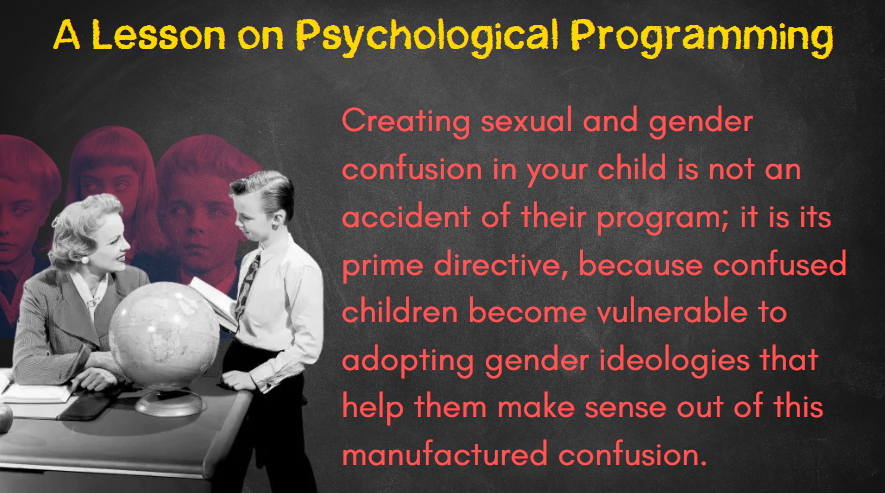 A Lesson on Psychological Programming
Creating sexual and gender
confusion in your child is not an
accident of their program; it is its
prime directive, because confused
children become vulnerable to
adopting gender ideologies that
help them make sense out of this
manufactured confusion.